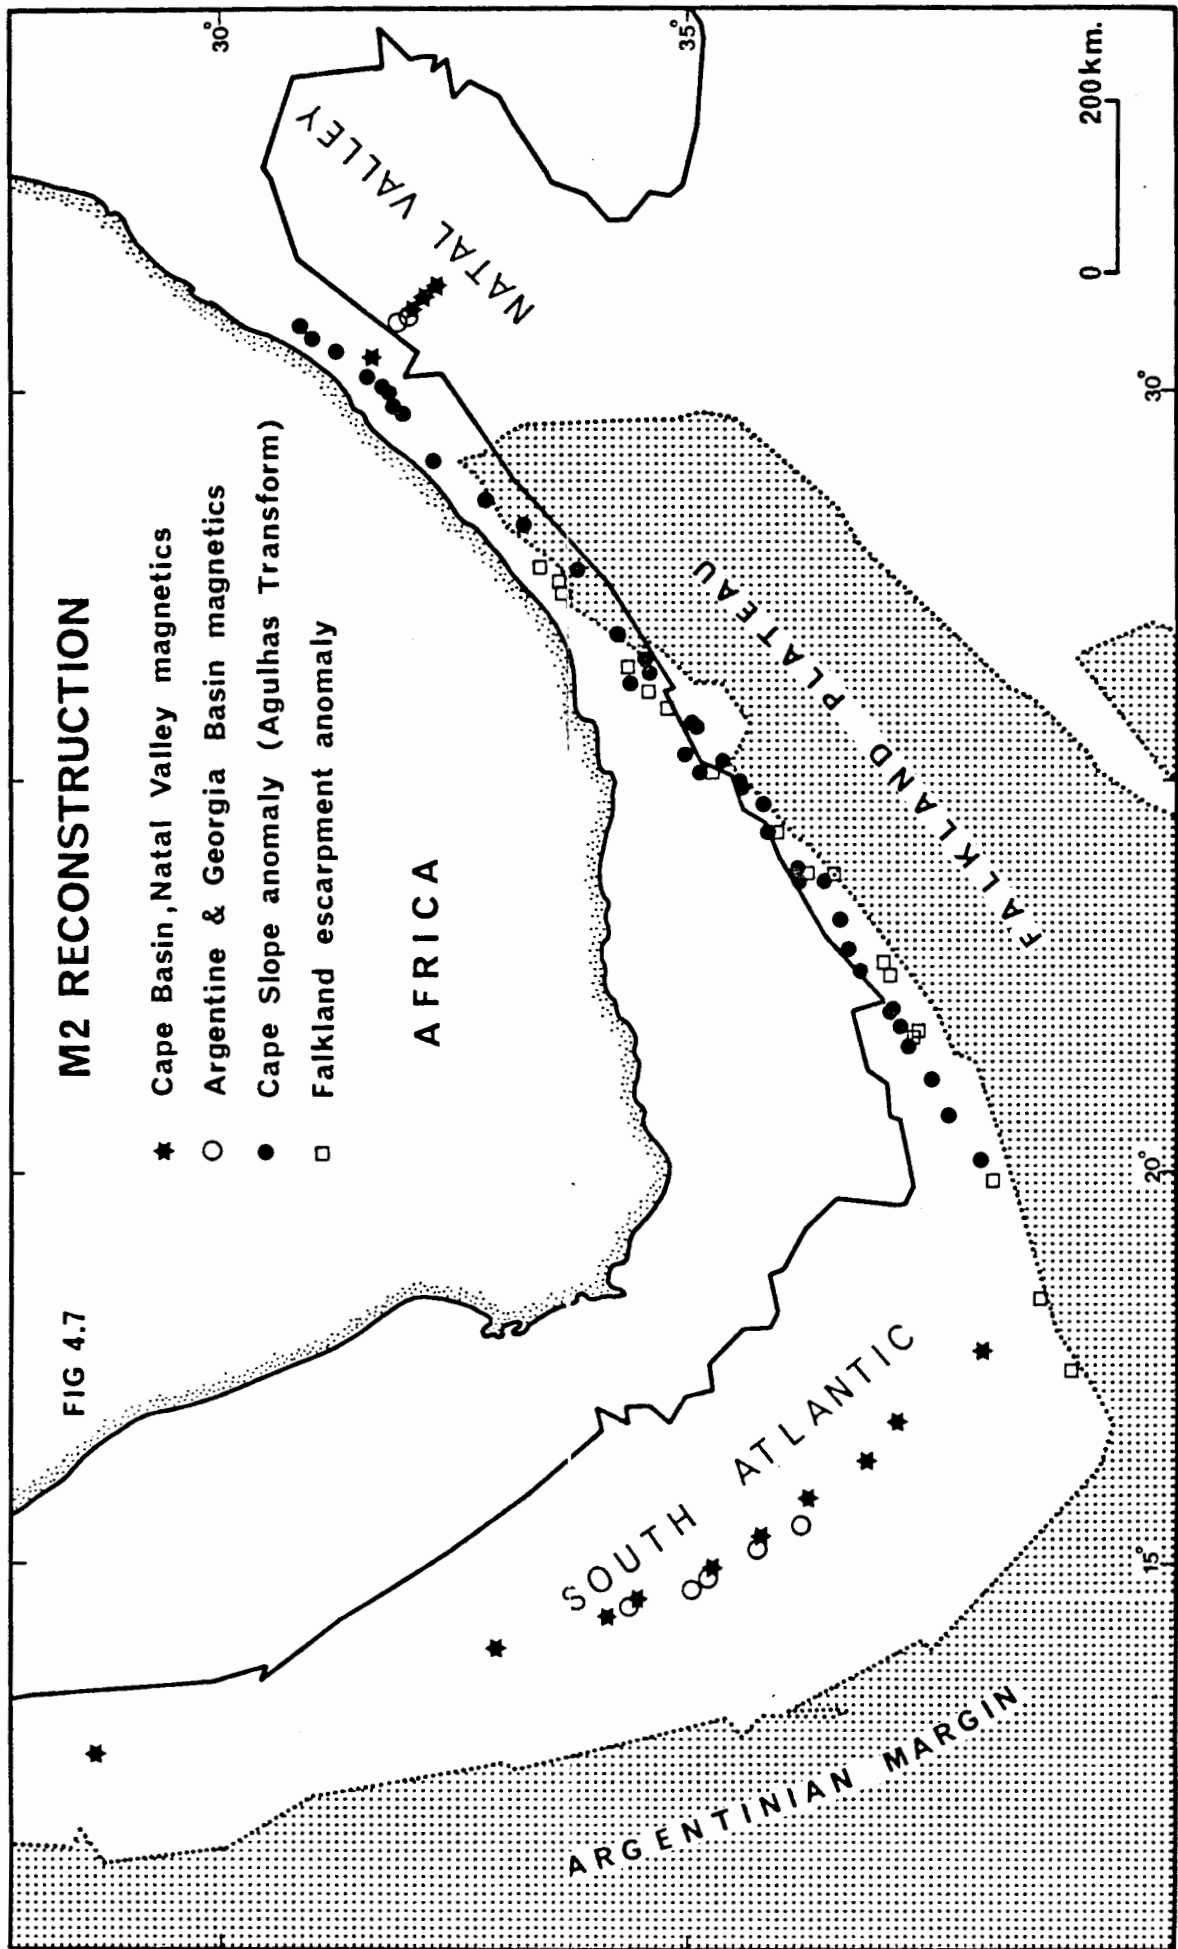 FIG 4.7
M2 RECONSTRUCTION
Cape Basin, Natal Valley magnetics
Argentine & Georgia Basin magnetics
Cape Slope anomaly (Agulhas Transform)
Falkland escarpment anomaly
AFRICA
NATAL VALLEY
SOUTH ATLANTIC
FALKLAND PLATEAU
ARGENTINIAN MARGIN
30°
35°
15°
20°
30°
0 200km.